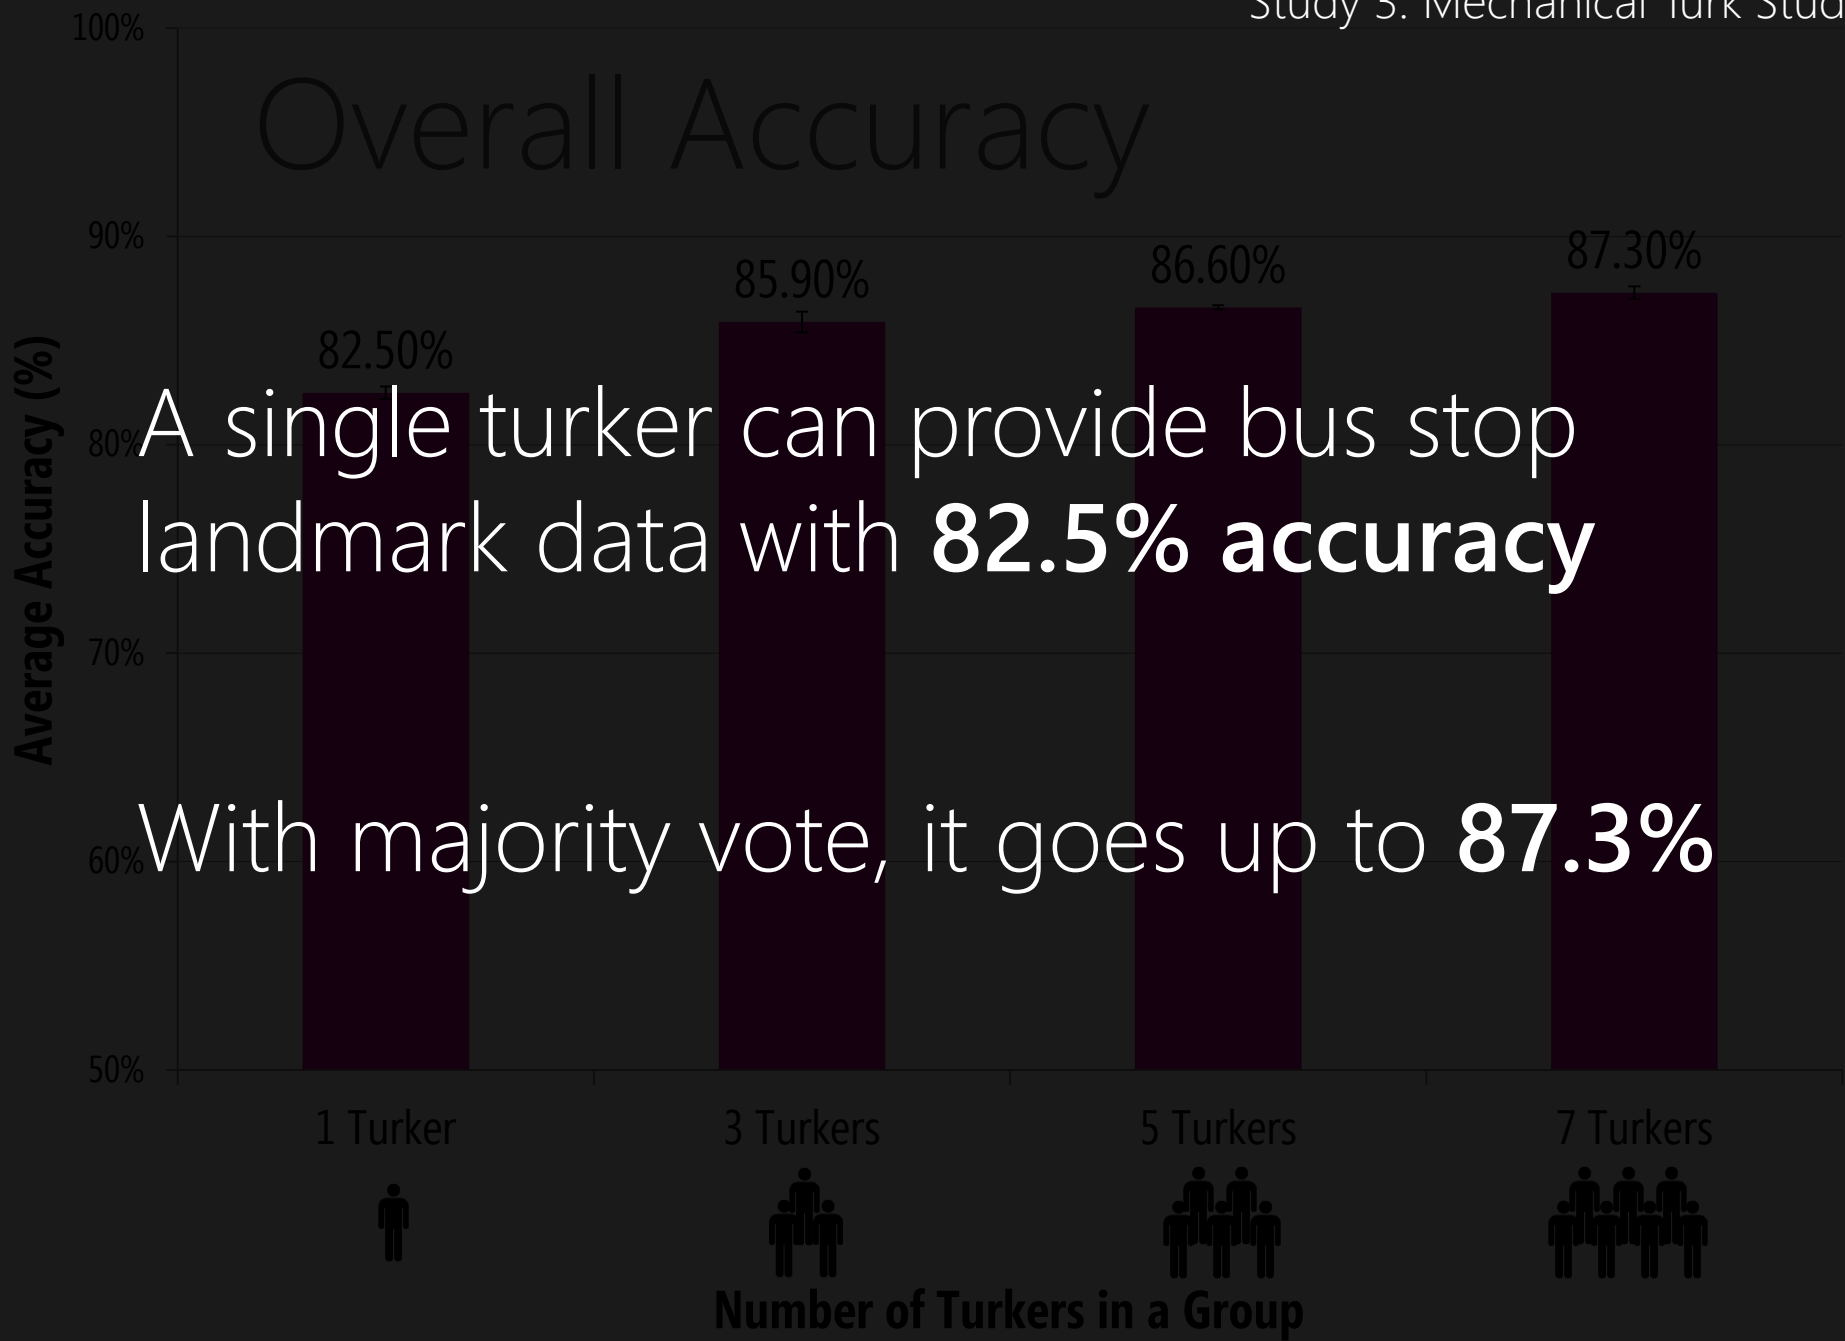 Study 3: Mechanical Turk Stud
Overall Accuracy
100%
90%
80%
70%
60%
50%
Average Accuracy (%)
82.50%
85.90%
86.60%
87.30%
A single turker can provide bus stop
landmark data with 82.5% accuracy
With majority vote, it goes up to 87.3%
1 Turker
3 Turkers
5 Turkers
7 Turkers
Number of Turkers in a Group